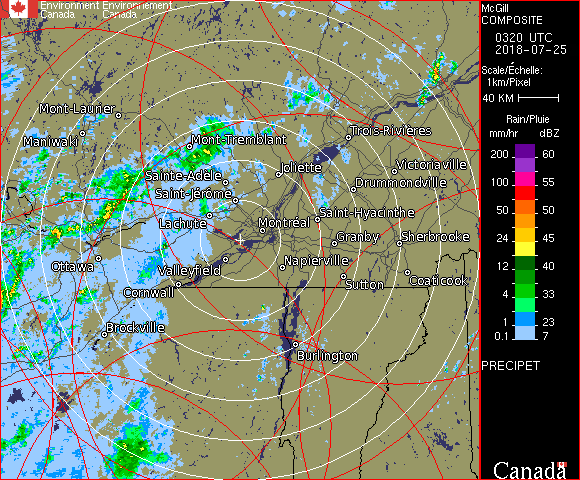 Environment Environnement
Canada Canada
Mont-Laurier
Maniwaki
Mont-Tremblant
Trois-Rivières
Sainte-Adèle
Joliette
Victoriaville
Saint-Jérôme
Drummondville
Lachute
Montréal
Saint-Hyacinthe
Granby
Sherbrooke
Ottawa
Valleyfield
Napierville
Cornwall
Sutton
Coaticook
Brockville
Burlington
McGill
COMPOSITE
0320 UTC
2018-07-25
Scale/Échelle:
1km/Pixel
40 KM
Rain/Pluie
mm/hr dBZ
200 60
100 55
50 50
24 45
12 40
4 33
1 23
0.1 7
PRECIPET
Canada